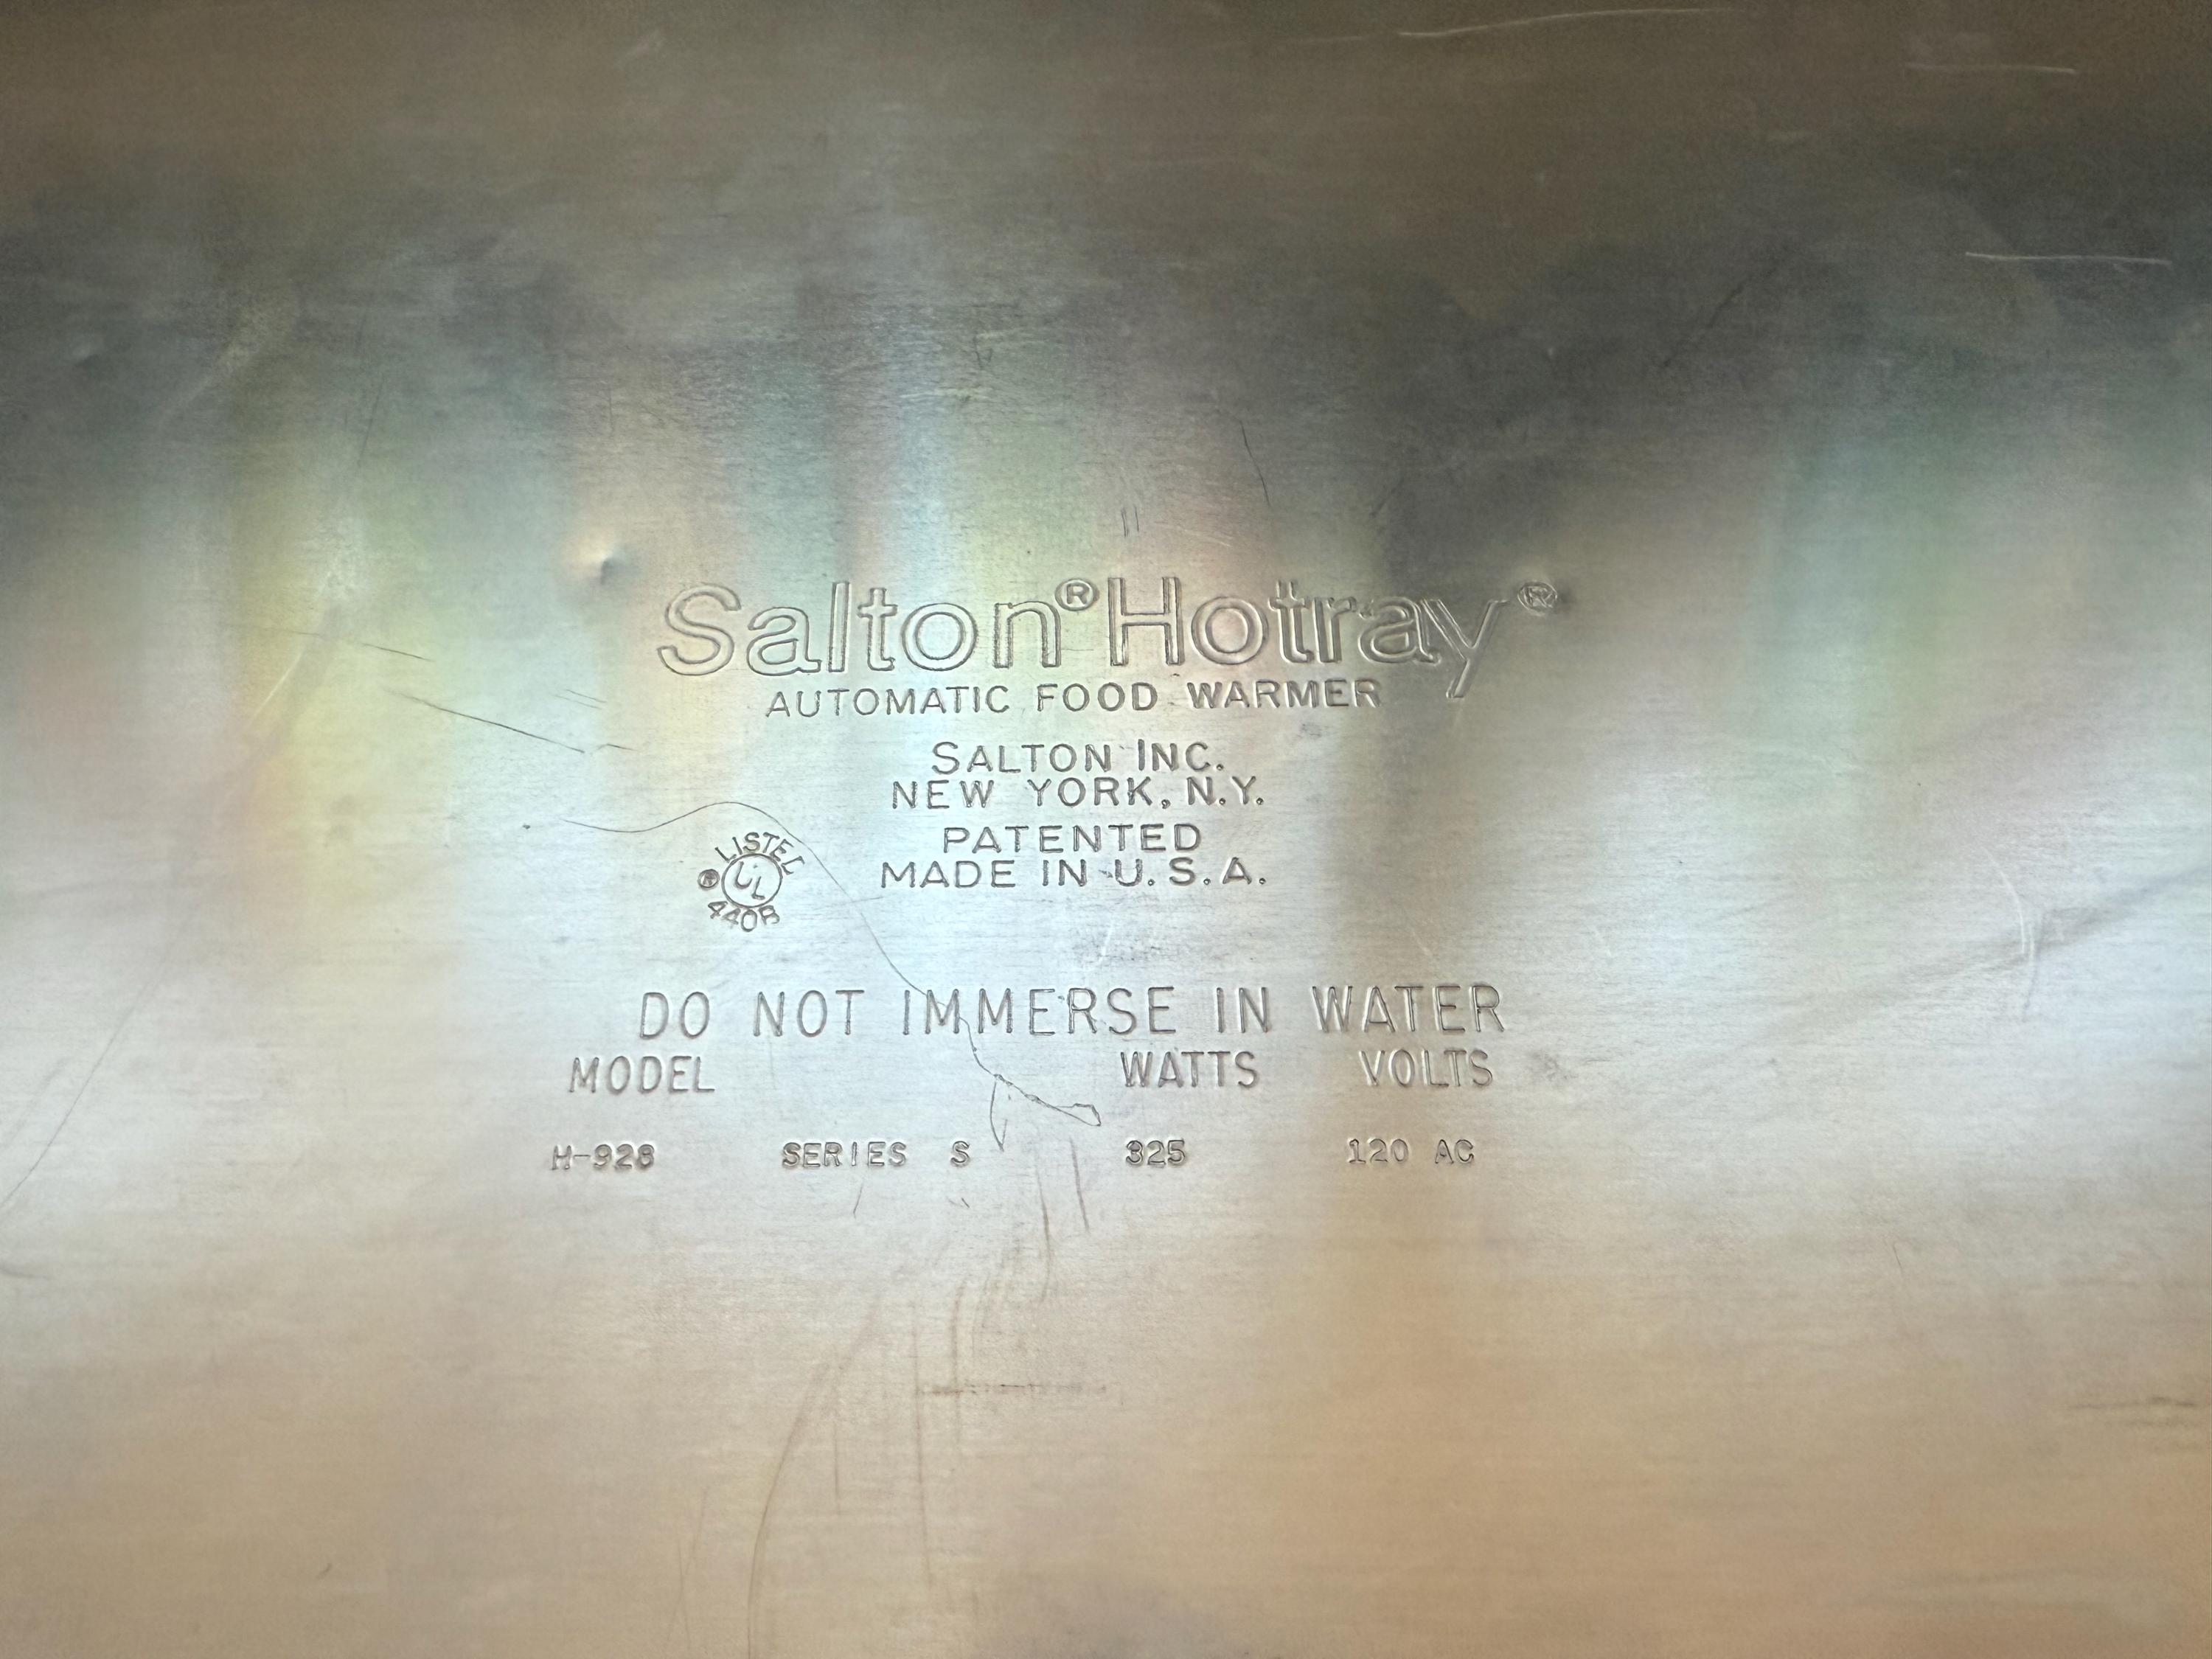 Salton® Hotray®
AUTOMATIC FOOD WARMER
SALTON INC.
NEW YORK, N.Y.
PATENTED
MADE IN U.S.A.
LISTED
® UL
440B
DO NOT IMMERSE IN WATER
MODEL WATTS VOLTS
H-928 SERIES S 325 120 AC